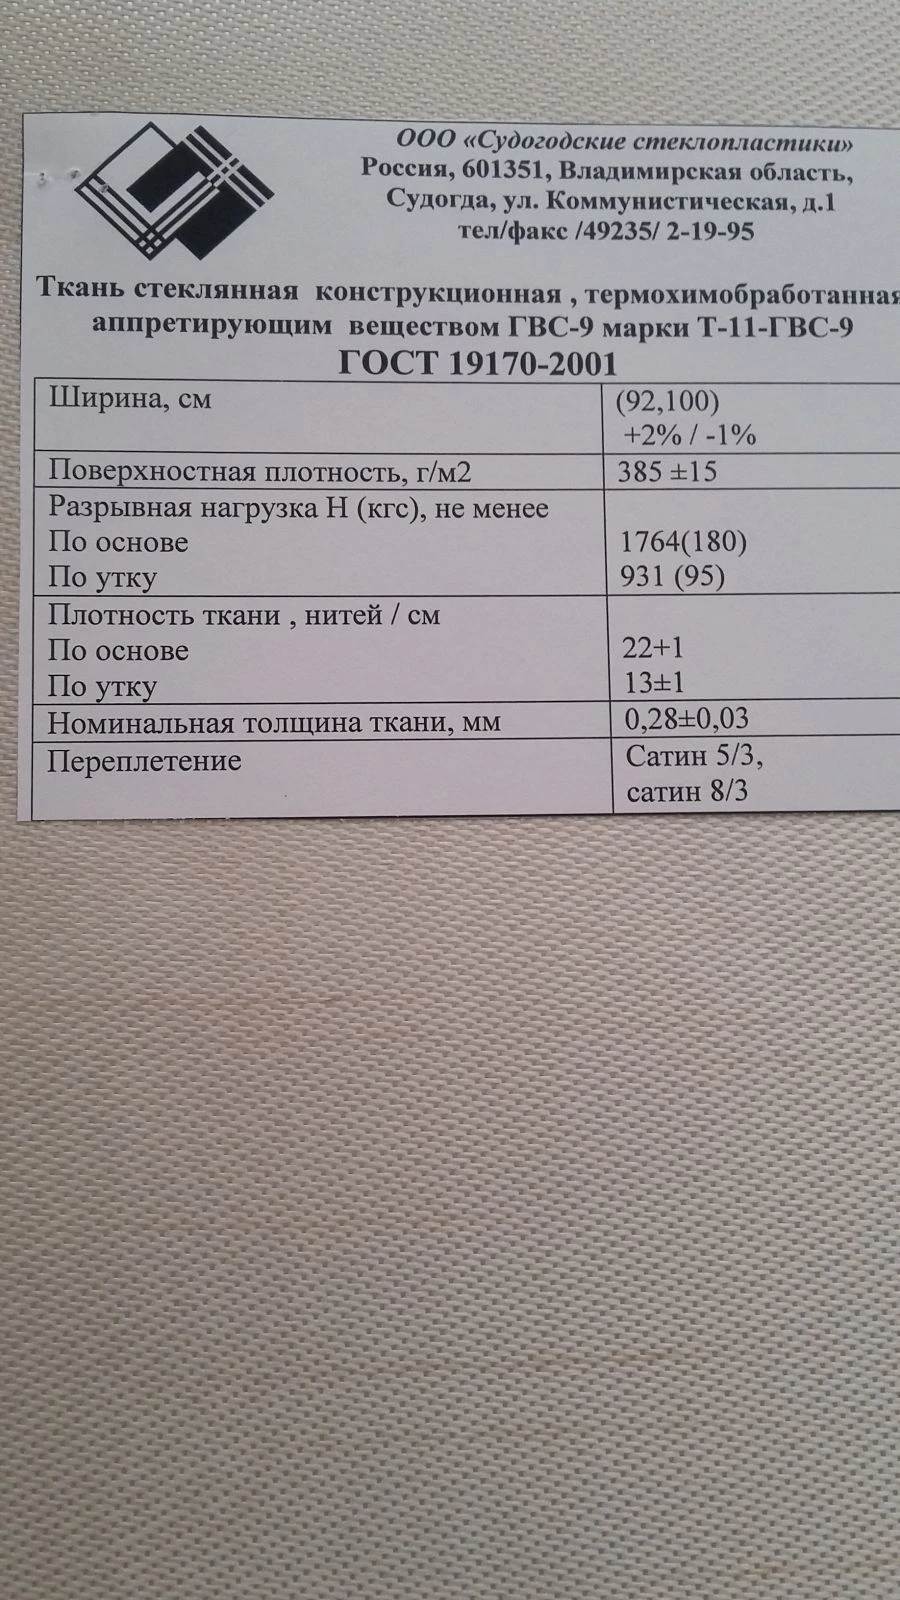 ООО «Судогодские стеклопластики»
Россия, 601351, Владимирская область,
Судогда, ул. Коммунистическая, д.1
тел/факс /49235/ 2-19-95
Ткань стеклянная конструкционная , термохимобработанная
аппретирующим веществом ГВС-9 марки Т-11-ГВС-9
ГОСТ 19170-2001
Ширина, см (92,100)
+2% / -1%
Поверхностная плотность, г/м2 385 ±15
Разрывная нагрузка Н (кгс), не менее
По основе 1764(180)
По утку 931 (95)
Плотность ткани , нитей / см
По основе 22+1
По утку 13±1
Номинальная толщина ткани, мм 0,28±0,03
Переплетение Сатин 5/3,
сатин 8/3